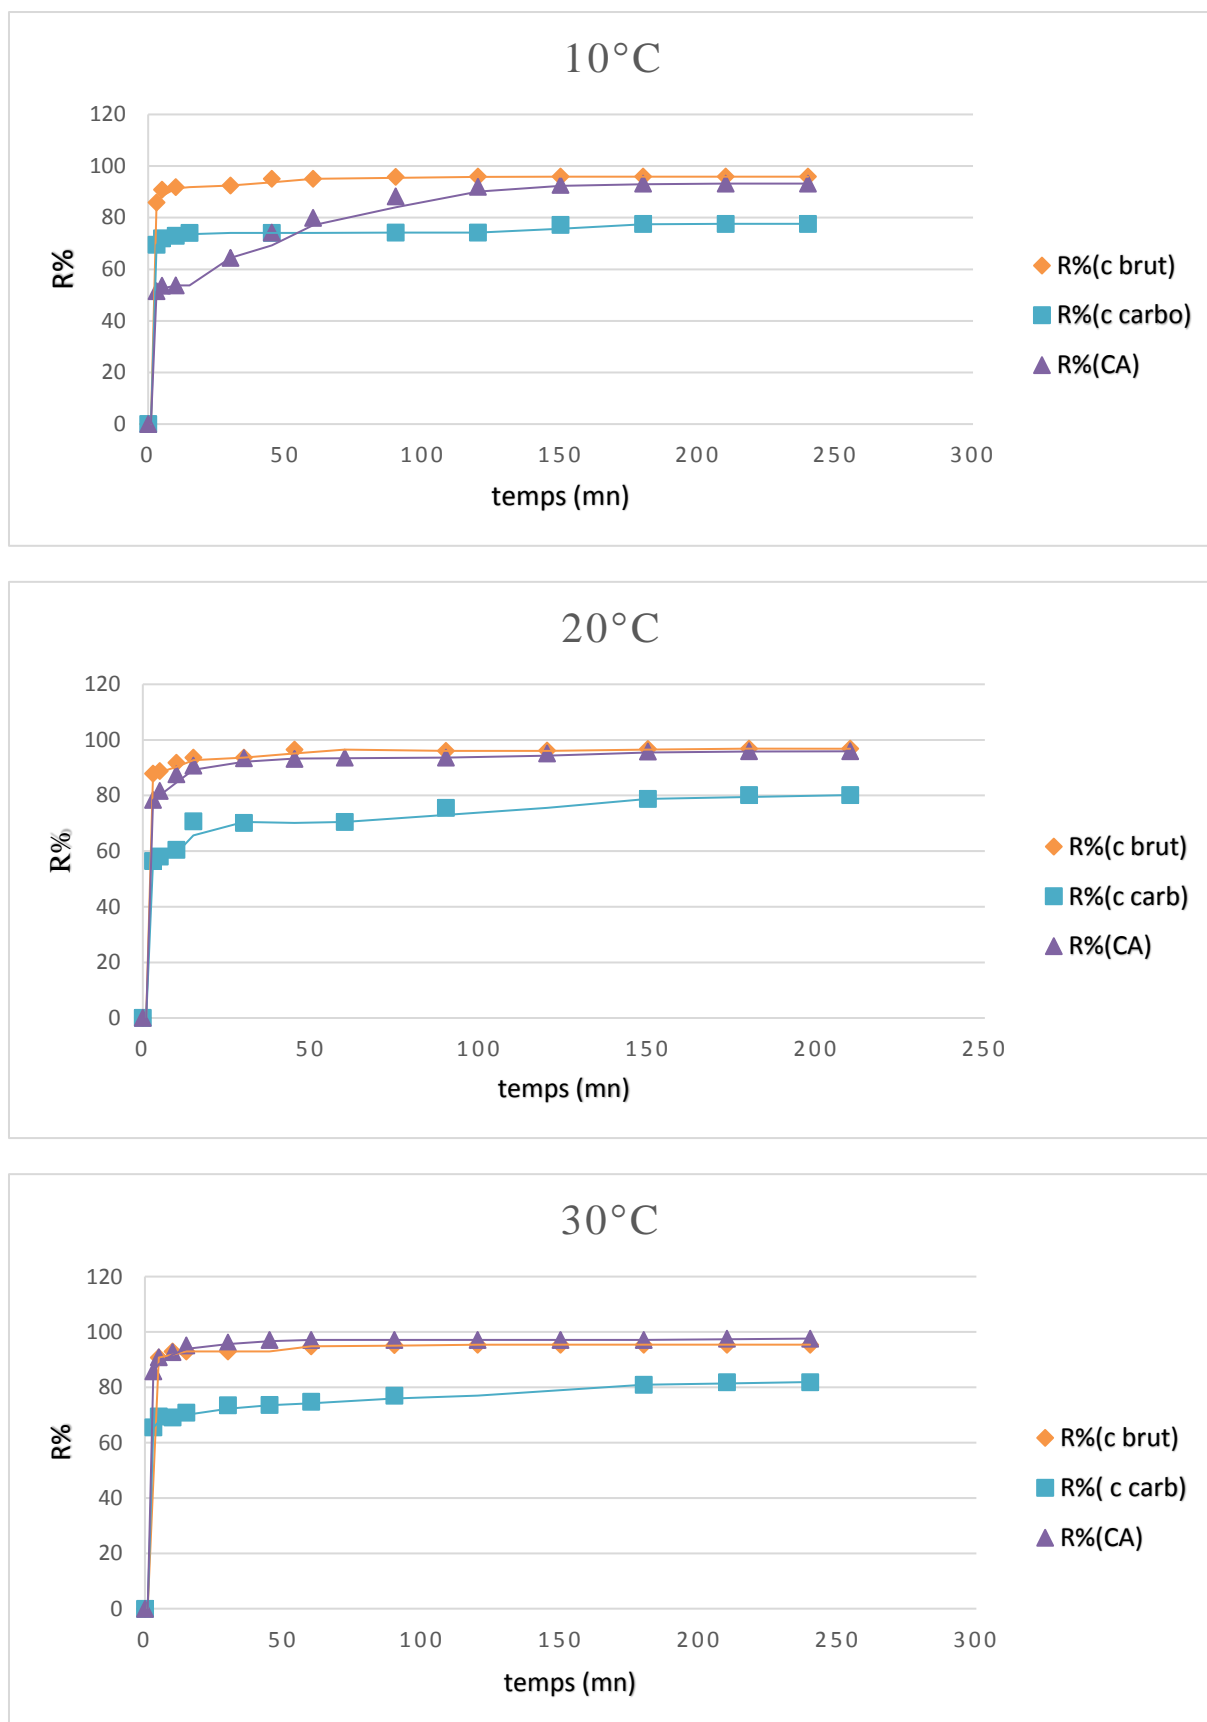 10°C
120
100
80
60
40
20
0
R%
0 50 100 150 200 250 300
temps (mn)
R%(c brut)
R%(c carbo)
R%(CA)
20°C
120
100
80
60
40
20
0
R%
0 50 100 150 200 250
temps (mn)
R%(c brut)
R%(c carb)
R%(CA)
30°C
120
100
80
60
40
20
0
R%
0 50 100 150 200 250 300
temps (mn)
R%(c brut)
R%( c carb)
R%(CA)